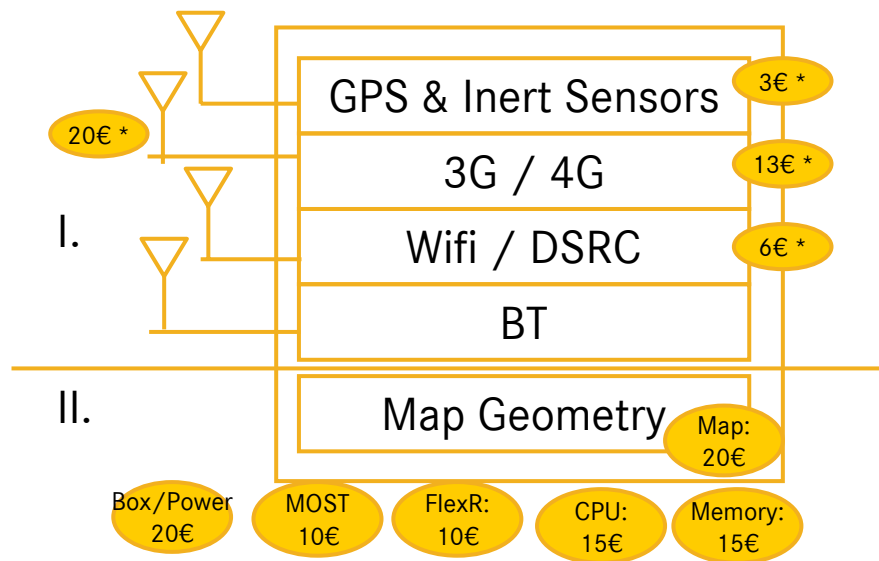 GPS & Inert Sensors
3€ *
20€ *
3G / 4G
13€ *
I.
Wifi / DSRC
6€ *
BT
II.
Map Geometry
Map:
20€
Box/Power
20€
MOST
10€
FlexR:
10€
CPU:
15€
Memory:
15€